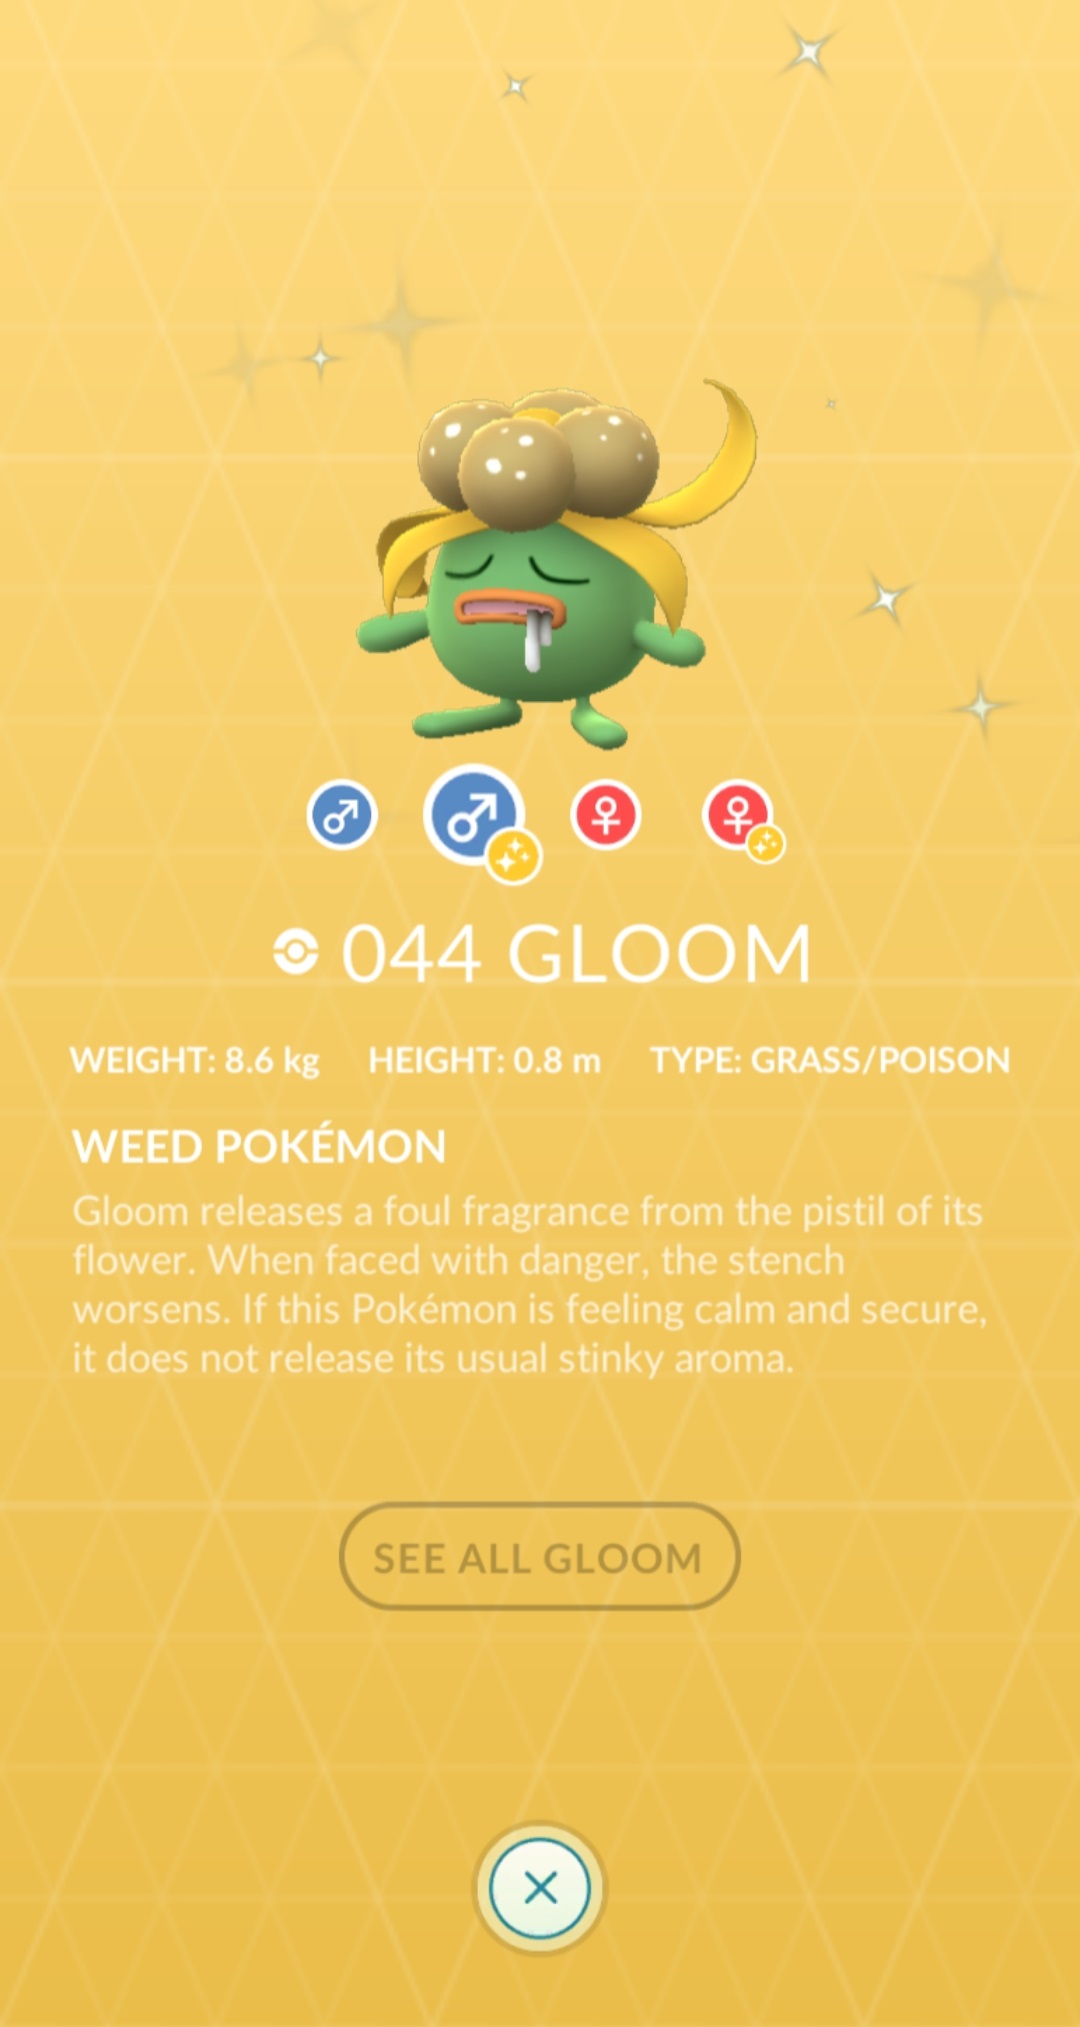 044 GLOOM
WEIGHT: 8.6 kg HEIGHT: 0.8 m TYPE: GRASS/POISON
WEED POKÉMON
Gloom releases a foul fragrance from the pistil of its
flower. When faced with danger, the stench
worsens. If this Pokémon is feeling calm and secure,
it does not release its usual stinky aroma.
SEE ALL GLOOM